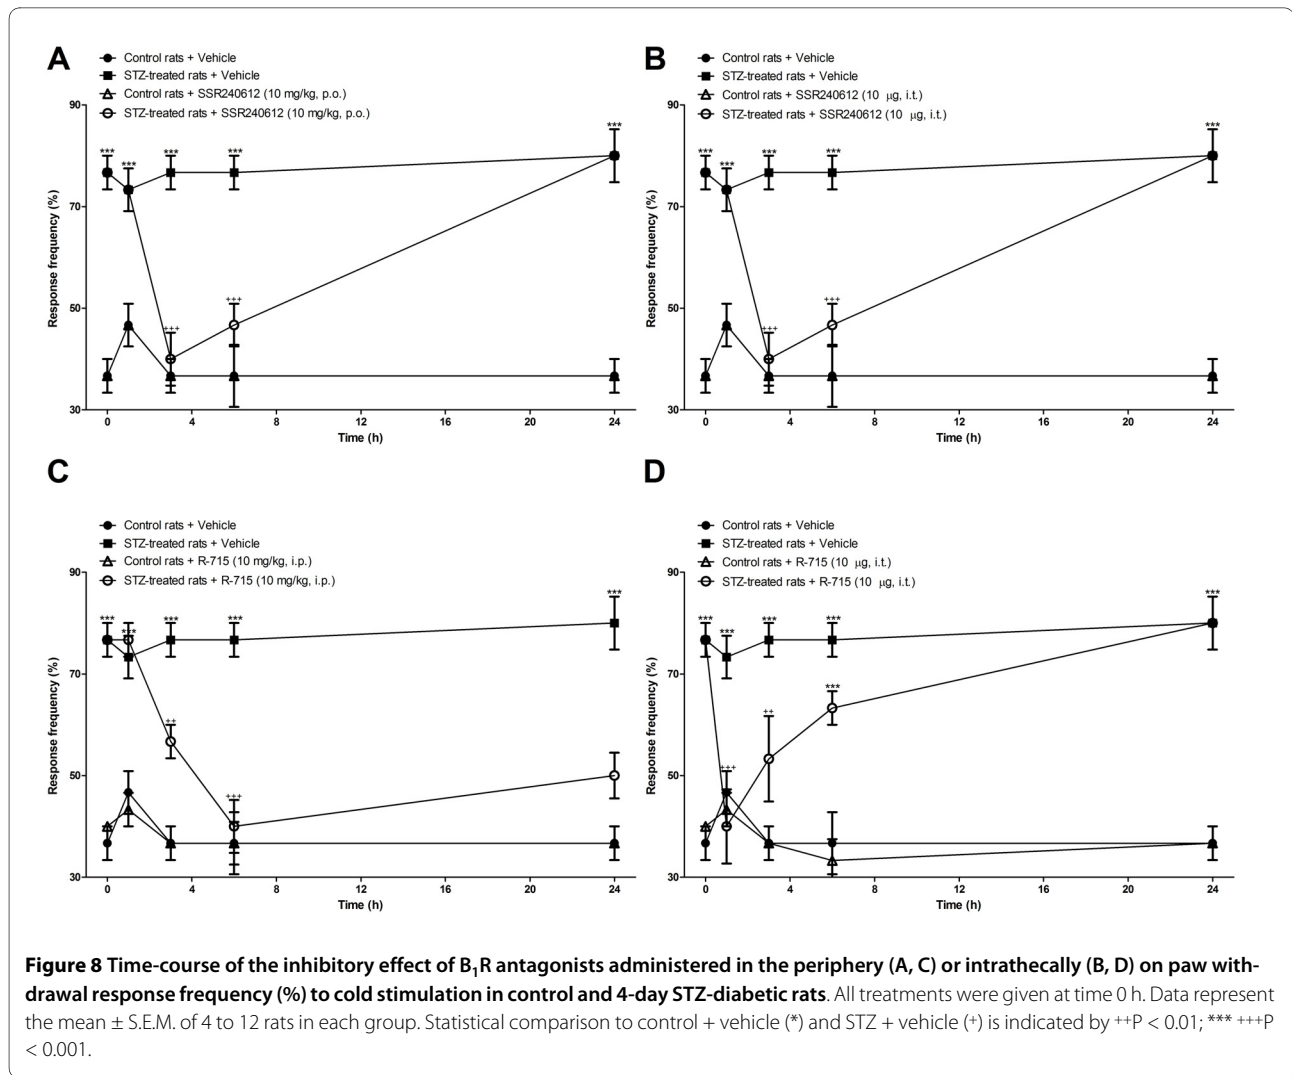 A
Control rats + Vehicle
STZ-treated rats + Vehicle
Control rats + SSR240612 (10 mg/kg, p.o.)
STZ-treated rats + SSR240612 (10 mg/kg, p.o.)
90
70
50
30
Response frequency (%)
***
***
***
***
***
+++
+++
0
4
8
12
16
20
24
Time (h)
B
Control rats + Vehicle
STZ-treated rats + Vehicle
Control rats + SSR240612 (10 μg, i.t.)
STZ-treated rats + SSR240612 (10 μg, i.t.)
90
70
50
30
Response frequency (%)
***
***
***
***
***
+++
+++
0
4
8
12
16
20
24
Time (h)
C
Control rats + Vehicle
STZ-treated rats + Vehicle
Control rats + R-715 (10 mg/kg, i.p.)
STZ-treated rats + R-715 (10 mg/kg, i.p.)
90
70
50
30
Response frequency (%)
***
***
***
***
***
++
+++
0
4
8
12
16
20
24
Time (h)
D
Control rats + Vehicle
STZ-treated rats + Vehicle
Control rats + R-715 (10 μg, i.t.)
STZ-treated rats + R-715 (10 μg, i.t.)
90
70
50
30
Response frequency (%)
***
***
***
***
***
***
++
+++
0
4
8
12
16
20
24
Time (h)
Figure 8 Time-course of the inhibitory effect of B₁R antagonists administered in the periphery (A, C) or intrathecally (B, D) on paw with-
drawal response frequency (%) to cold stimulation in control and 4-day STZ-diabetic rats. All treatments were given at time 0 h. Data represent
the mean ± S.E.M. of 4 to 12 rats in each group. Statistical comparison to control + vehicle (*) and STZ + vehicle (⁺) is indicated by ⁺⁺P < 0.01; *** ⁺⁺⁺P
< 0.001.